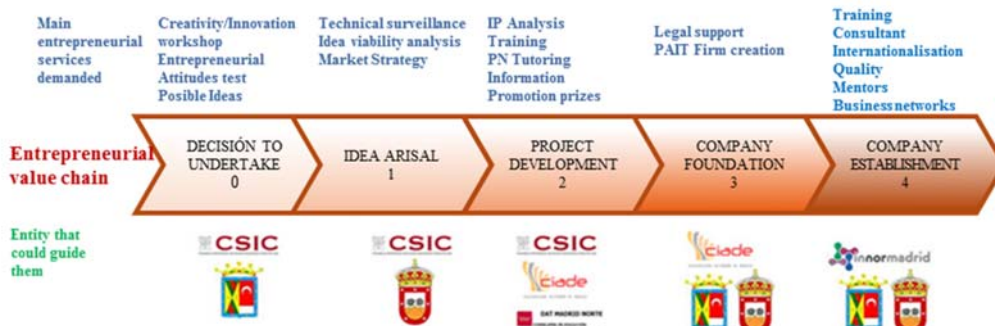 Main
entrepreneurial
services
demanded
Creativity/Innovation
workshop
Entrepreneurial
Attitudes test
Posible Ideas
Technical surveillance
Idea viability analysis
Market Strategy
IP Analysis
Training
PN Tutoring
Information
Promotion prizes
Legal support
PAIT Firm creation
Training
Consultant
Internationalisation
Quality
Mentors
Business networks
Entrepreneurial
value chain
DECISIÓN TO
UNDERTAKE
0
IDEA ARISAL
1
PROJECT
DEVELOPMENT
2
COMPANY
FOUNDATION
3
COMPANY
ESTABLISHMENT
4
Entity that
could guide
them
CSIC
CSIC
CSIC
ciade
DAT MADRID NORTE
ciade
innormadrid